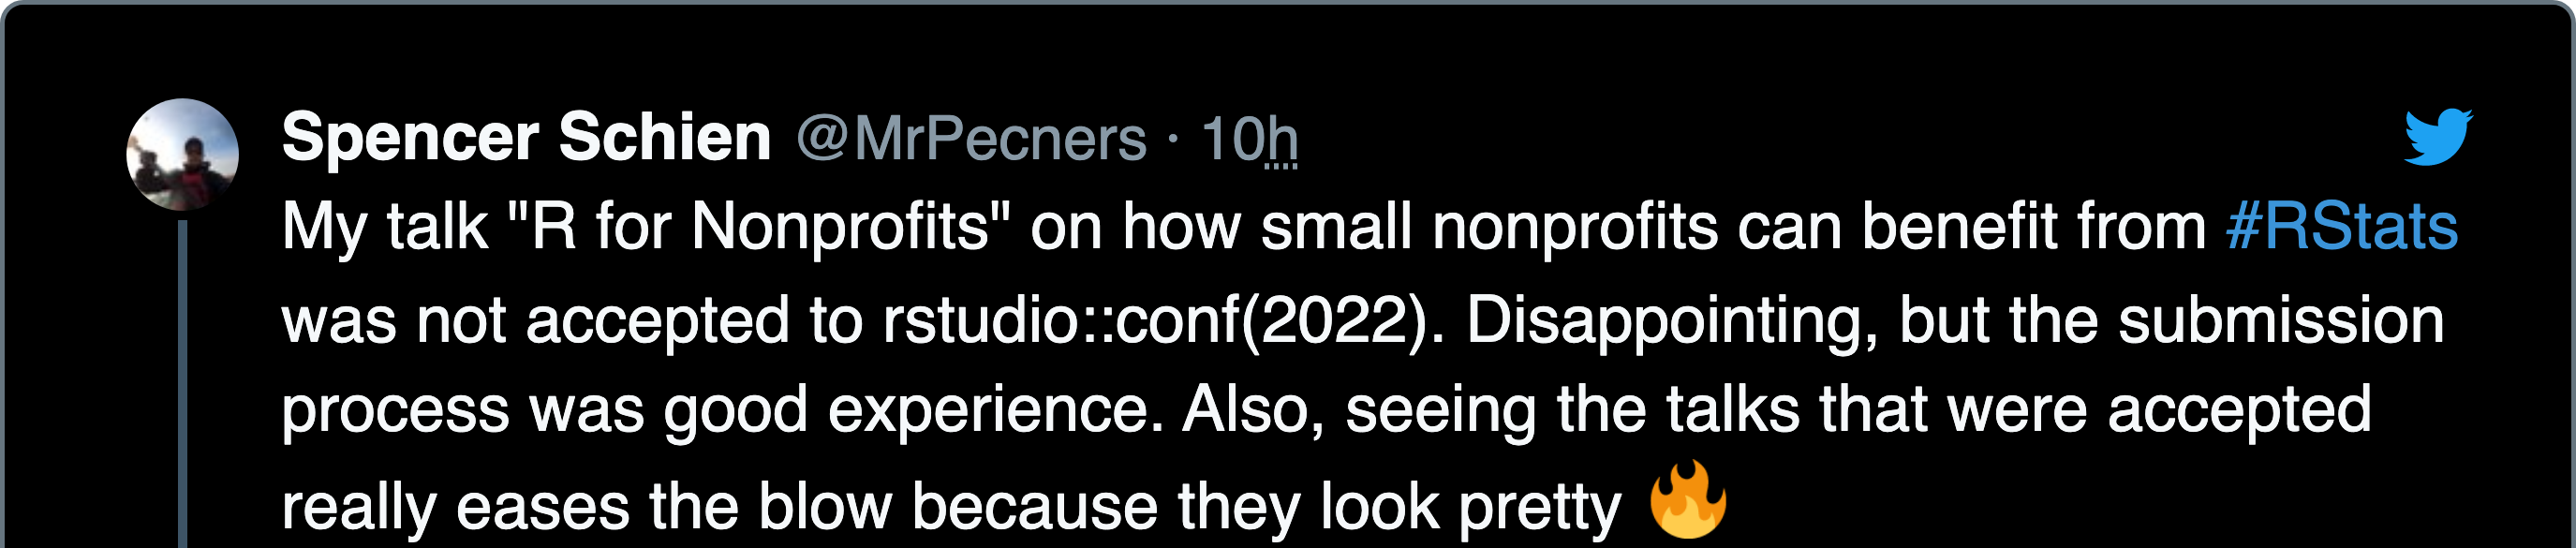 Spencer Schien @MrPecners · 10h
My talk "R for Nonprofits" on how small nonprofits can benefit from #RStats
was not accepted to rstudio::conf(2022). Disappointing, but the submission
process was good experience. Also, seeing the talks that were accepted
really eases the blow because they look pretty 🔥